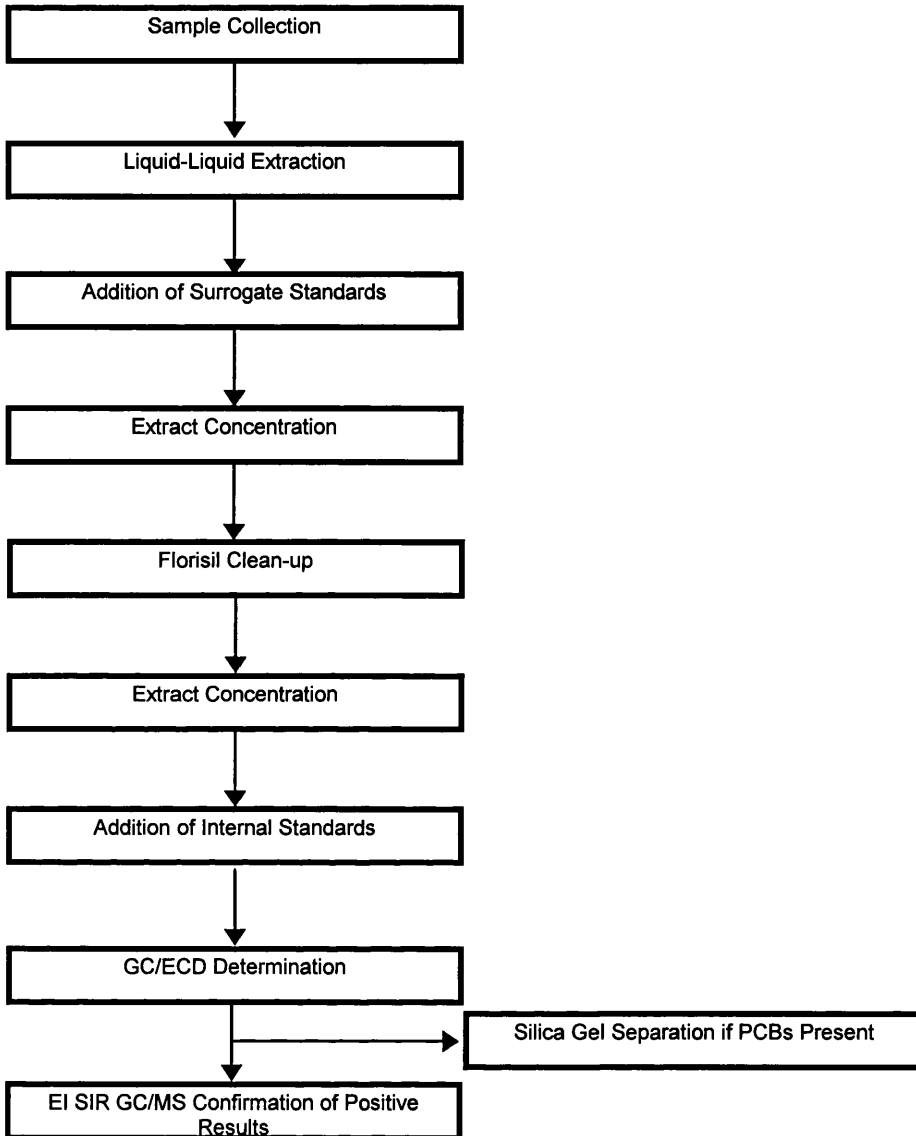 Sample Collection
Liquid-Liquid Extraction
Addition of Surrogate Standards
Extract Concentration
Florisil Clean-up
Extract Concentration
Addition of Internal Standards
GC/ECD Determination
Silica Gel Separation if PCBs Present
EI SIR GC/MS Confirmation of Positive
Results